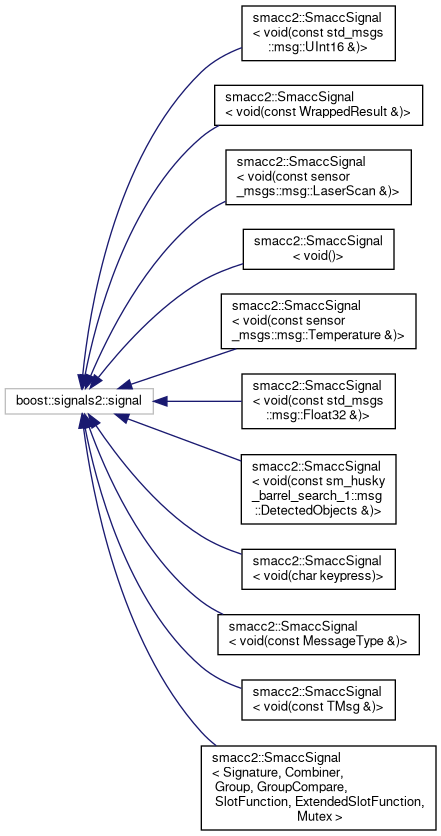 smacc2::SmaccSignal
< void(const std_msgs
::msg::UInt16 &)>
smacc2::SmaccSignal
< void(const WrappedResult &)>
smacc2::SmaccSignal
< void(const sensor
_msgs::msg::LaserScan &)>
smacc2::SmaccSignal
< void()>
smacc2::SmaccSignal
< void(const sensor
_msgs::msg::Temperature &)>
boost::signals2::signal
smacc2::SmaccSignal
< void(const std_msgs
::msg::Float32 &)>
smacc2::SmaccSignal
< void(const sm_husky
_barrel_search_1::msg
::DetectedObjects &)>
smacc2::SmaccSignal
< void(char keypress)>
smacc2::SmaccSignal
< void(const MessageType &)>
smacc2::SmaccSignal
< void(const TMsg &)>
smacc2::SmaccSignal
< Signature, Combiner,
Group, GroupCompare,
SlotFunction, ExtendedSlotFunction,
Mutex >